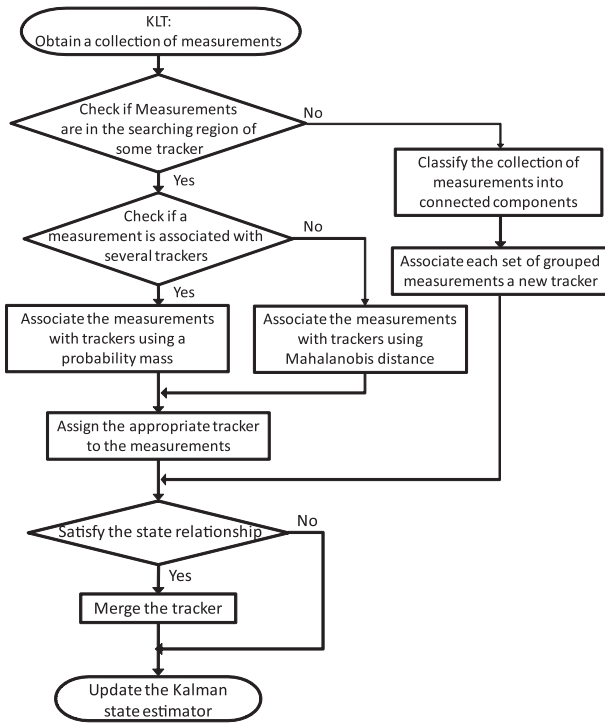 KLT:
Obtain a collection of measurements
Check if Measurements
are in the searching region of
some tracker
No
Yes
Classify the collection of
measurements into
connected components
Check if a
measurement is associated with
several trackers
No
Yes
Associate each set of grouped
measurements a new tracker
Associate the measurements
with trackers using a
probability mass
Associate the measurements
with trackers using
Mahalanobis distance
Assign the appropriate tracker
to the measurements
Satisfy the state relationship
No
Yes
Merge the tracker
Update the Kalman
state estimator